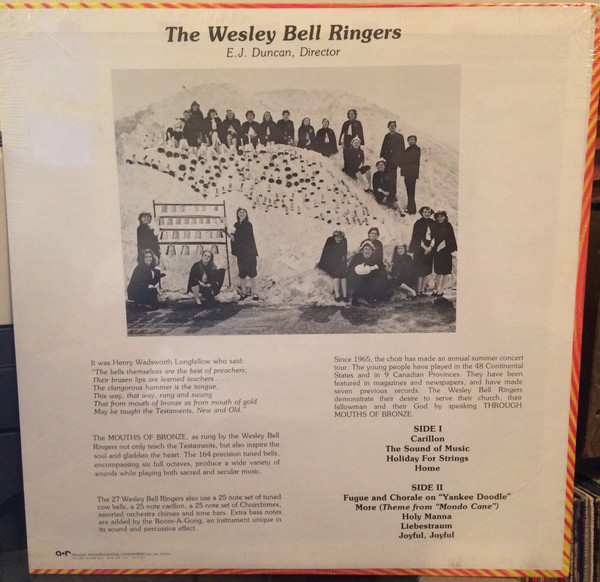 The Wesley Bell Ringers
E.J. Duncan, Director
It was Henry Wadsworth Longfellow who said:
"The bells themselves are the best of preachers;
Their brazen lips are learned teachers . . .
The clangorous hammer is the tongue,
This way, that way, rung and swung
That from mouth of bronze as from mouth of gold
May be taught the Testaments, New and Old."
The MOUTHS OF BRONZE, as rung by the Wesley Bell
Ringers not only teach the Testaments, but also inspire the
soul and gladden the heart. The 164 precision tuned bells,
encompassing six full octaves, produce a wide variety of
sounds while playing both sacred and secular music.
The 27 Wesley Bell Ringers also use a 25 note set of tuned
cow bells, a 25 note carillon, a 25 note set of Choirchimes,
assorted orchestra chimes and tone bars. Extra bass notes
are added by the Boom-A-Gong, an instrument unique in
its sound and percussive effect.
Since 1965, the choir has made an annual summer concert
tour. The young people have played in the 48 Continental
States and in 9 Canadian Provinces. They have been
featured in magazines and newspapers, and have made
seven previous records. The Wesley Bell Ringers
demonstrate their desire to serve their church, their
fellowman and their God by speaking THROUGH
MOUTHS OF BRONZE.
SIDE I
Carillon
The Sound of Music
Holiday For Strings
Home
SIDE II
Fugue and Chorale on "Yankee Doodle"
More (Theme from "Mondo Cane")
Holy Manna
Liebestraum
Joyful, Joyful
a·r